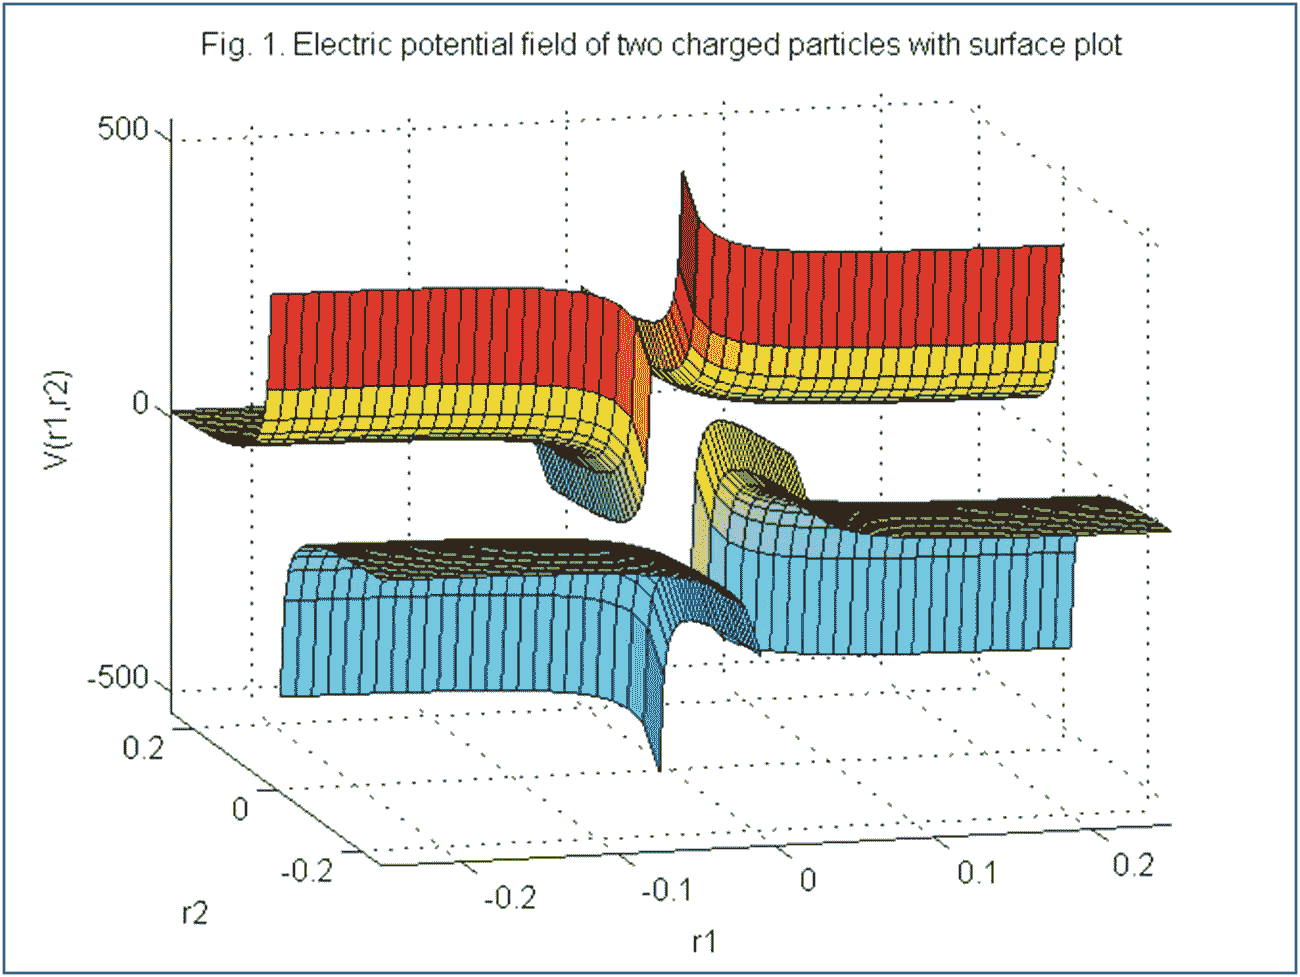 Fig. 1. Electric potential field of two charged particles with surface plot
500
0
-500
V(r1,r2)
0.2
0
-0.2
r2
-0.2
-0.1
0
0.1
0.2
r1